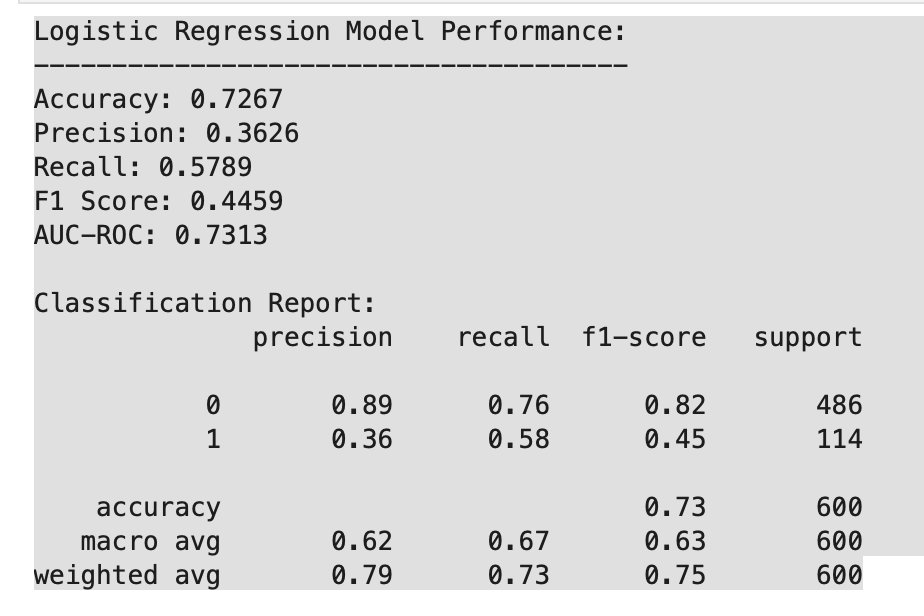 Logistic Regression Model Performance:
--------------------------------------
Accuracy: 0.7267
Precision: 0.3626
Recall: 0.5789
F1 Score: 0.4459
AUC-ROC: 0.7313
Classification Report:
precision recall f1-score support
0 0.89 0.76 0.82 486
1 0.36 0.58 0.45 114
accuracy 0.73 600
macro avg 0.62 0.67 0.63 600
weighted avg 0.79 0.73 0.75 600